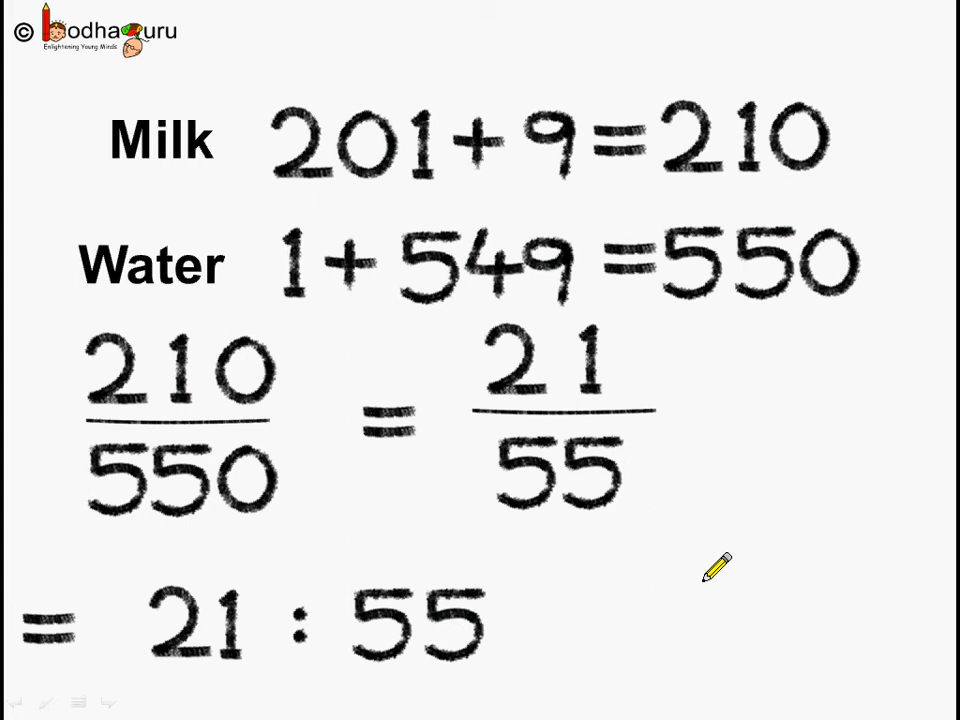 © BodhaGuru
Enlightening Young Minds
Milk 201+9=210
Water 1+549=550
210/550 = 21/55
= 21 : 55